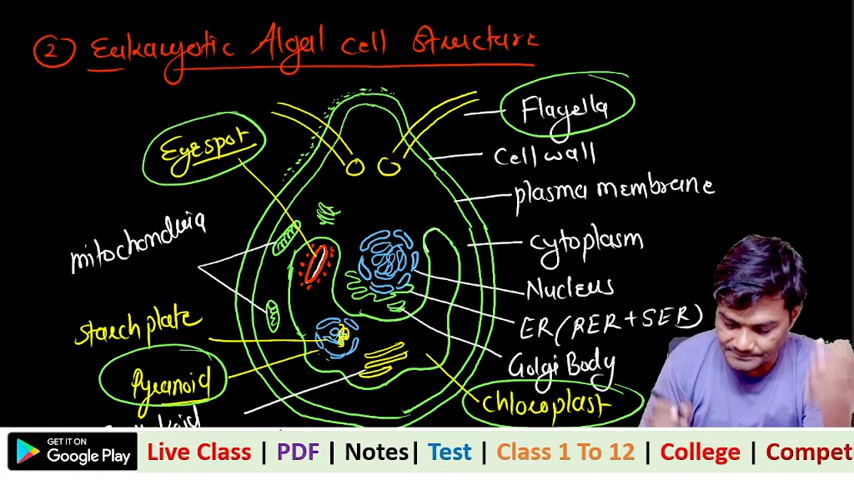 ② Eukaryotic Algal Cell Structure
Flagella
Eyespot
Cell wall
plasma membrane
mitochondria
cytoplasm
Nucleus
starch plate
ER (RER + SER)
Golgi Body
Pyranoid
chloroplast
GET IT ON
Google Play
Live Class | PDF | Notes| Test | Class 1 To 12 | College | Compet